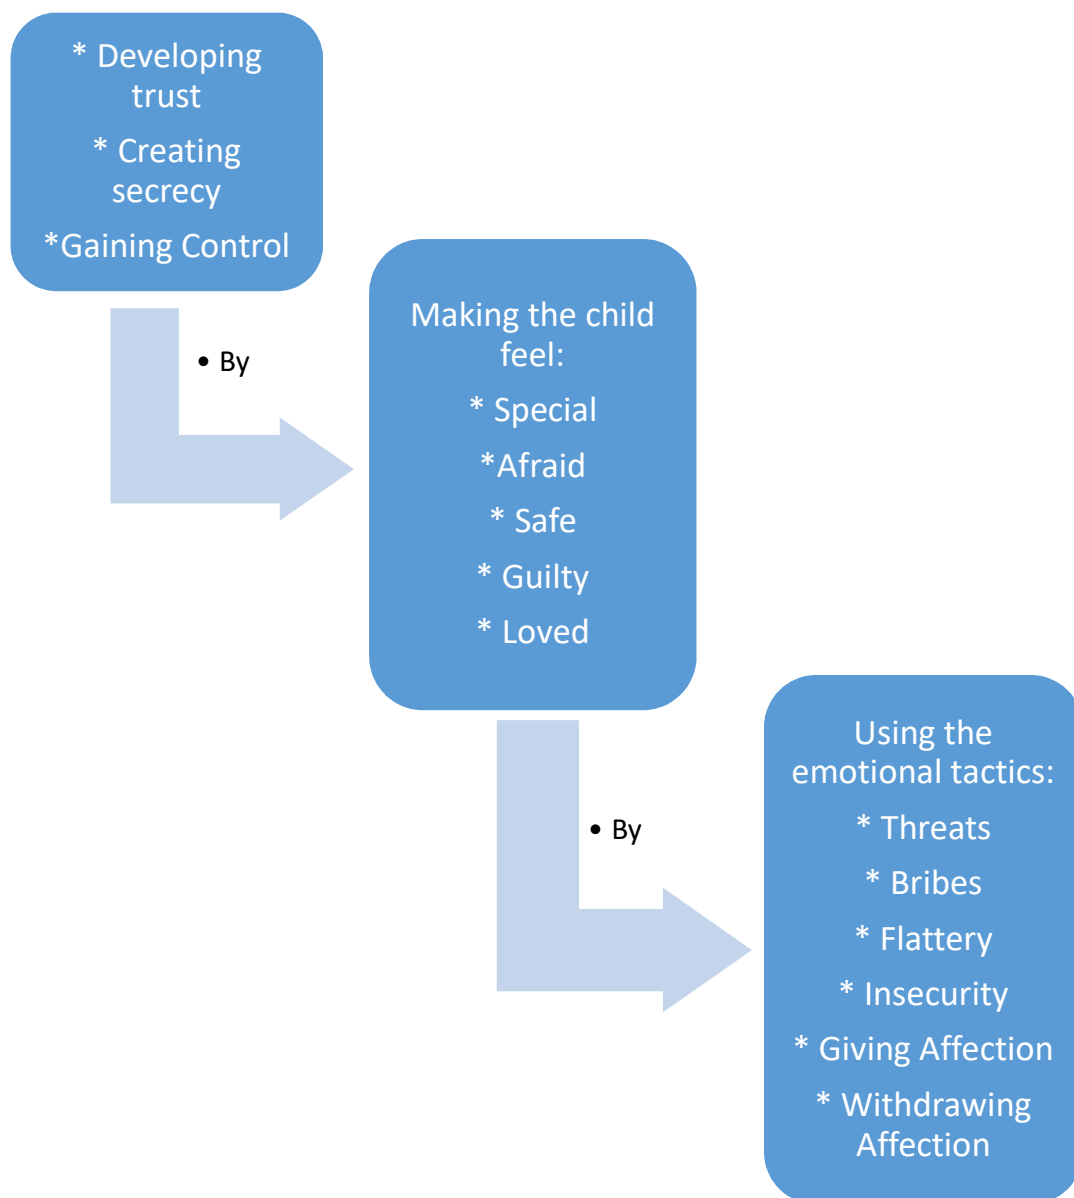 * Developing
trust
* Creating
secrecy
*Gaining Control
• By
Making the child
feel:
* Special
*Afraid
* Safe
* Guilty
* Loved
• By
Using the
emotional tactics:
* Threats
* Bribes
* Flattery
* Insecurity
* Giving Affection
* Withdrawing
Affection